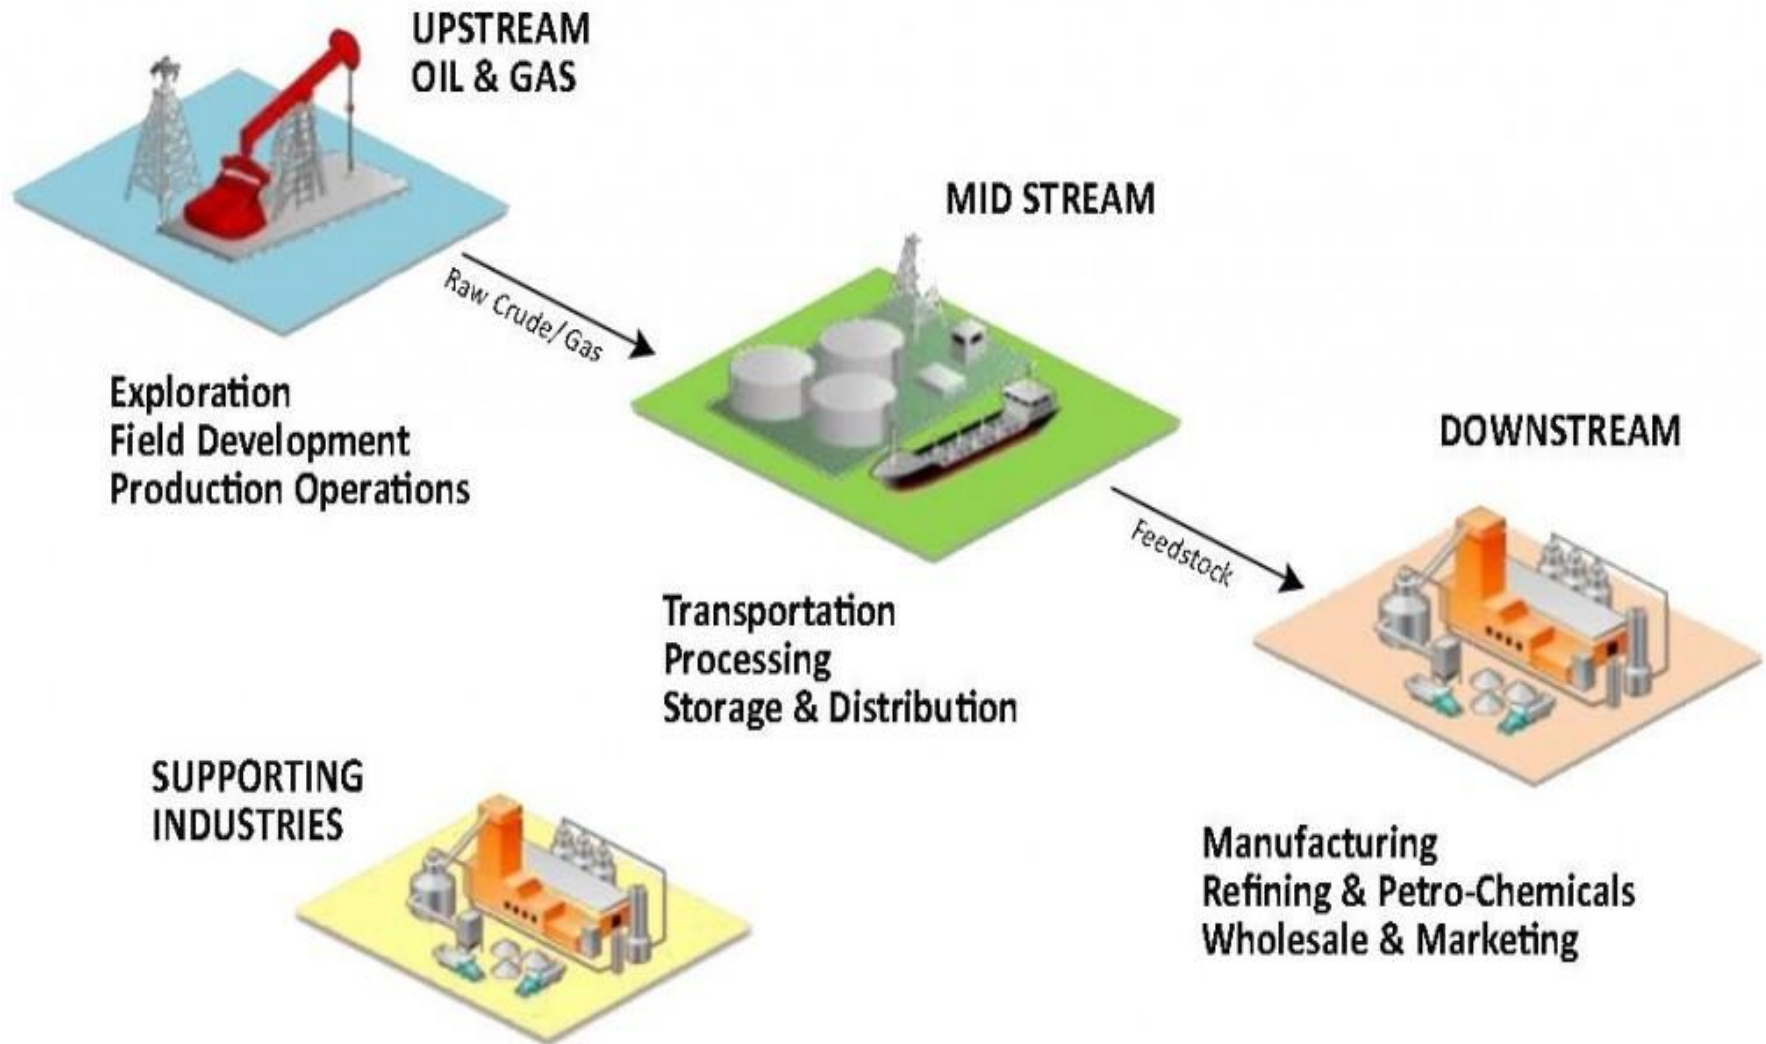 UPSTREAM
OIL & GAS
Raw Crude/Gas
Exploration
Field Development
Production Operations
MID STREAM
Feedstock
Transportation
Processing
Storage & Distribution
DOWNSTREAM
Manufacturing
Refining & Petro-Chemicals
Wholesale & Marketing
SUPPORTING
INDUSTRIES